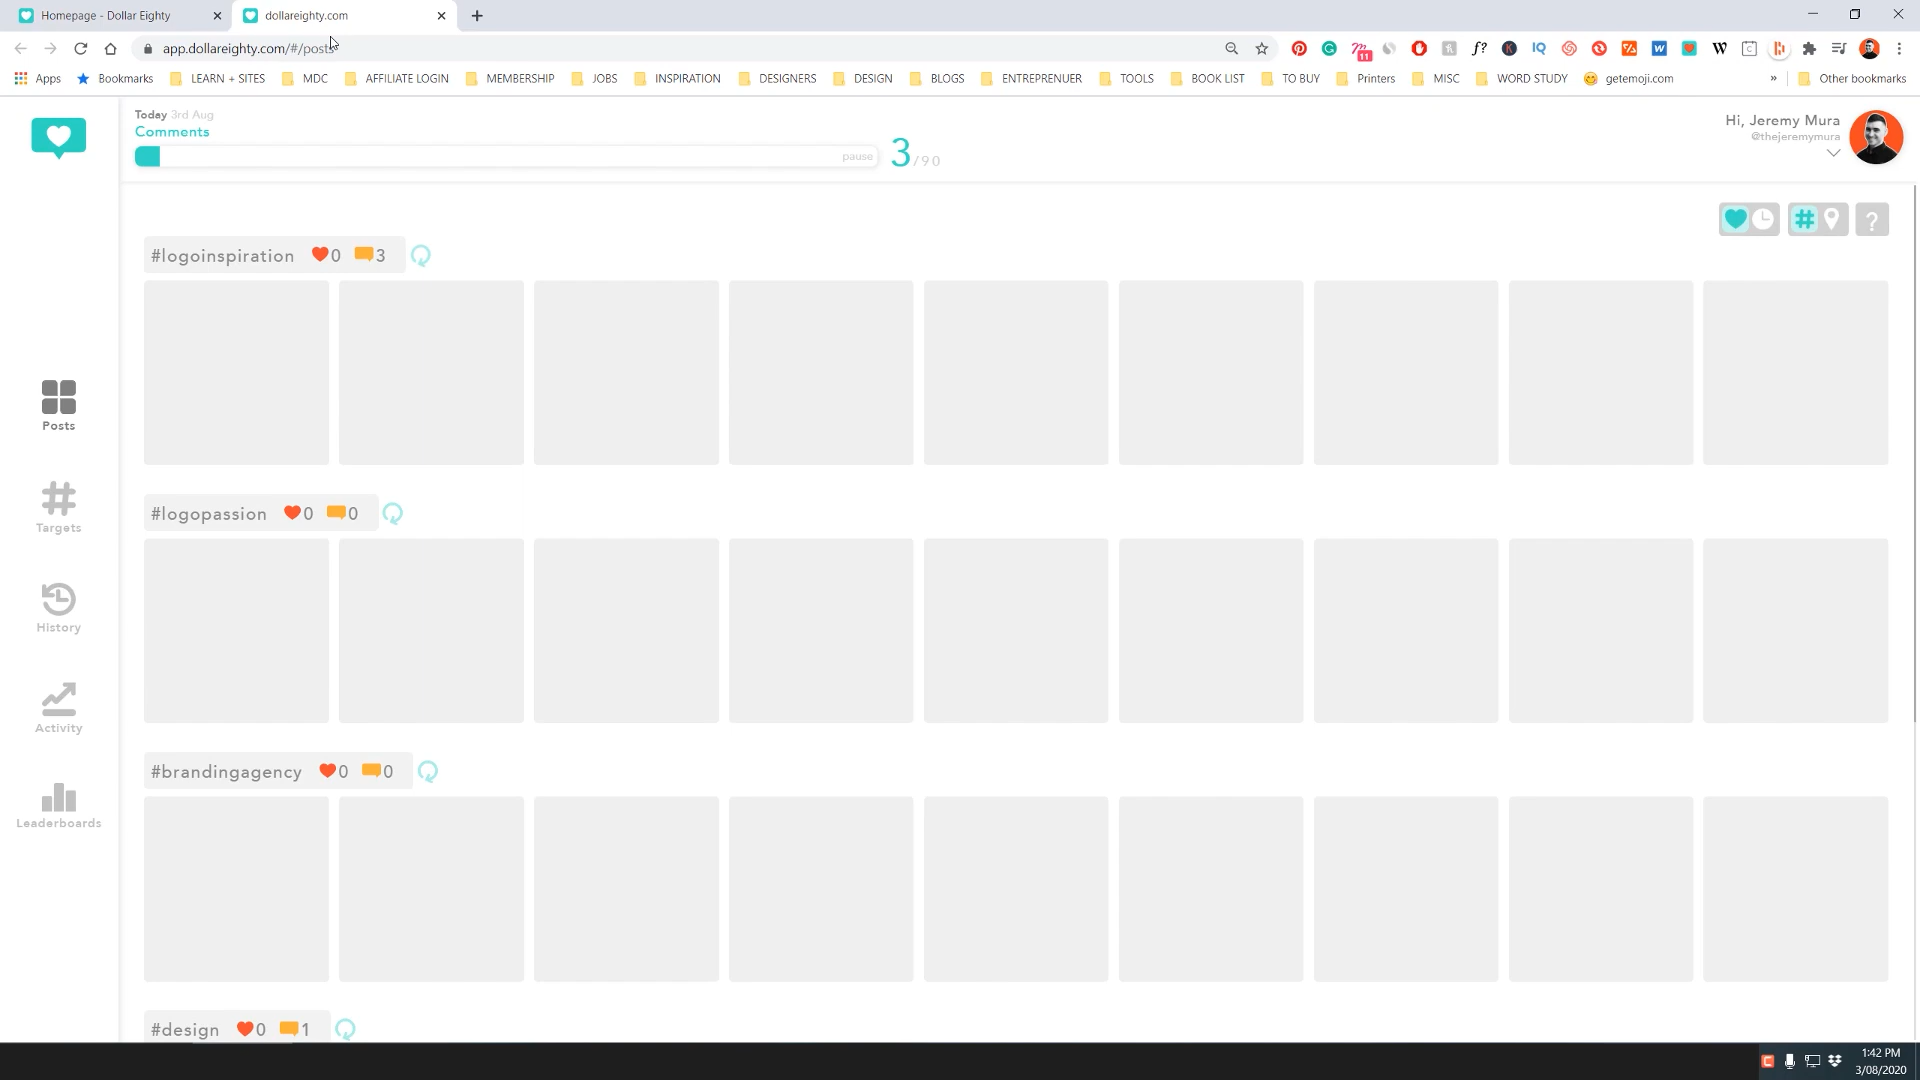 Homepage - Dollar Eighty
dollareighty.com
app.dollareighty.com/#/posts
11
Apps
Bookmarks
LEARN + SITES
MDC
AFFILIATE LOGIN
MEMBERSHIP
JOBS
INSPIRATION
DESIGNERS
DESIGN
BLOGS
ENTREPRENUER
TOOLS
BOOK LIST
TO BUY
Printers
MISC
WORD STUDY
getemoji.com
»
Other bookmarks
Today 3rd Aug
Comments
pause
3/90
Hi, Jeremy Mura
@thejeremymura
#logoinspiration 0 3
#logopassion 0 0
#brandingagency 0 0
#design 0 1
Posts
Targets
History
Activity
Leaderboards
1:42 PM
3/08/2020